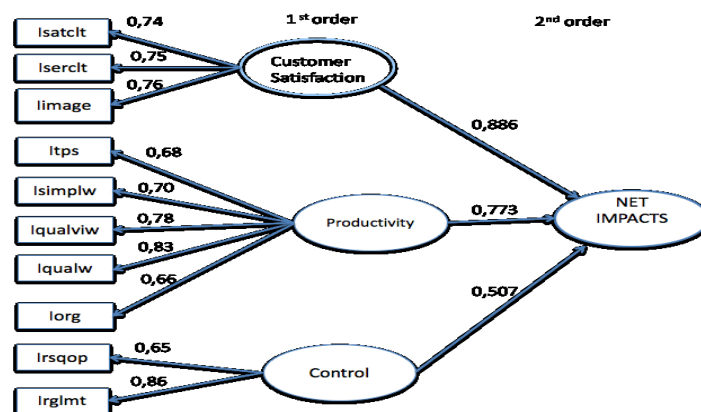 1st order
2nd order
Isatclt
0,74
Iserclt
0,75
Iimage
0,76
Customer
Satisfaction
0,886
Itps
0,68
Isimplw
0,70
Iqualviw
0,78
Iqualw
0,83
Iorg
0,66
Productivity
0,773
NET
IMPACTS
Irsqop
0,65
Irglmt
0,86
Control
0,507